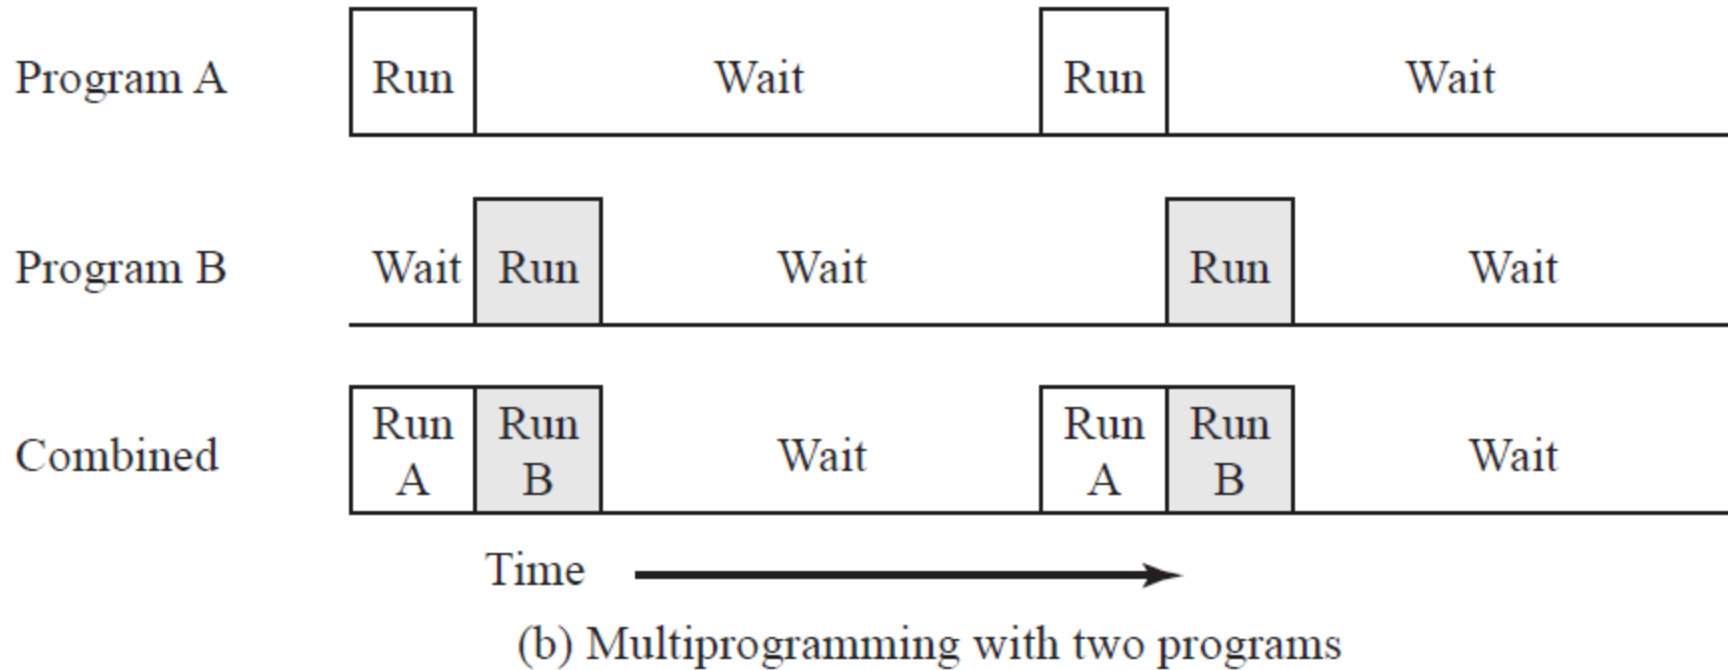 Program A Run Wait Run Wait
Program B Wait Run Wait Run Wait
Run Run Run Run
Combined Wait Wait
A B A B
Time
(b) Multiprogramming with two programs